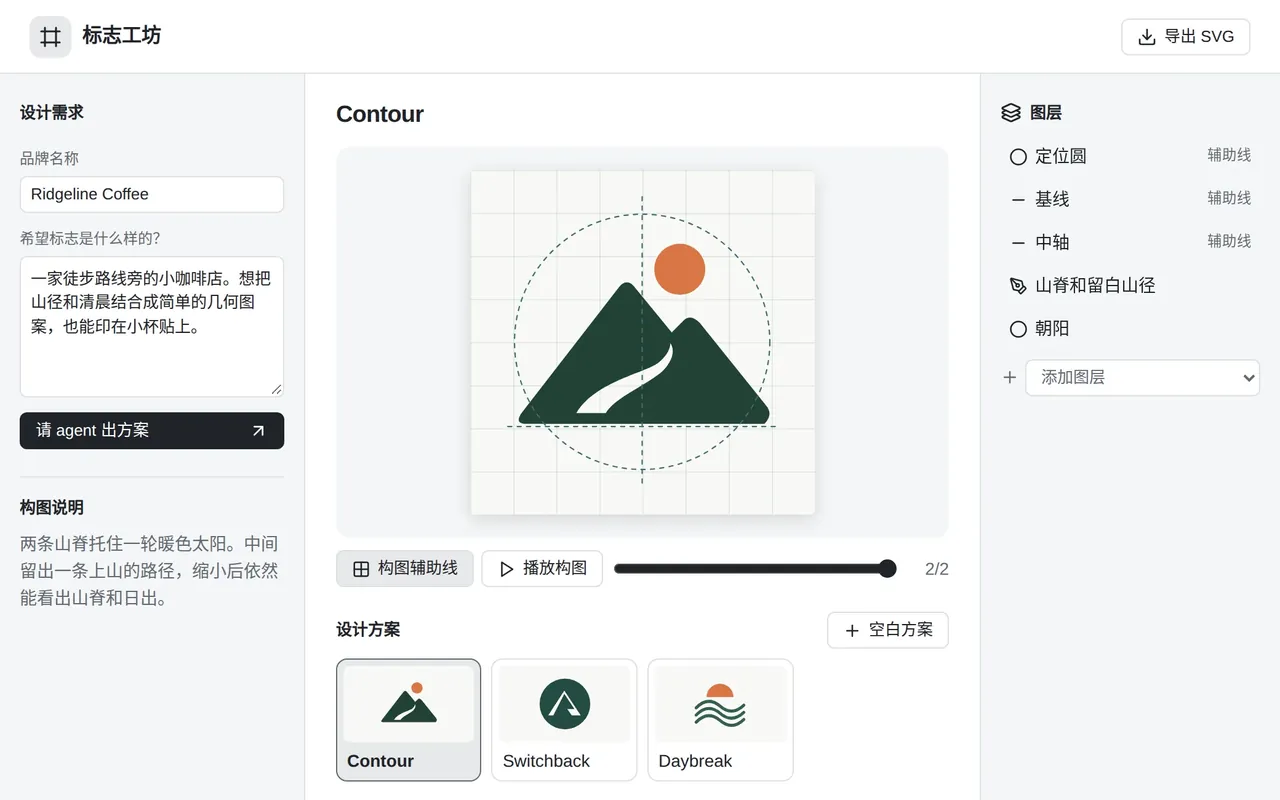 标志工坊
导出 SVG
设计需求
品牌名称
Ridgeline Coffee
希望标志是什么样的？
一家徒步路线旁的小咖啡店。想把
山径和清晨结合成简单的几何图
案，也能印在小杯贴上。
请 agent 出方案
构图说明
两条山脊托住一轮暖色太阳。中间
留出一条上山的路径，缩小后依然
能看出山脊和日出。
Contour
构图辅助线
播放构图
2/2
设计方案
空白方案
Contour
Switchback
Daybreak
图层
定位圆 辅助线
基线 辅助线
中轴 辅助线
山脊和留白山径
朝阳
添加图层